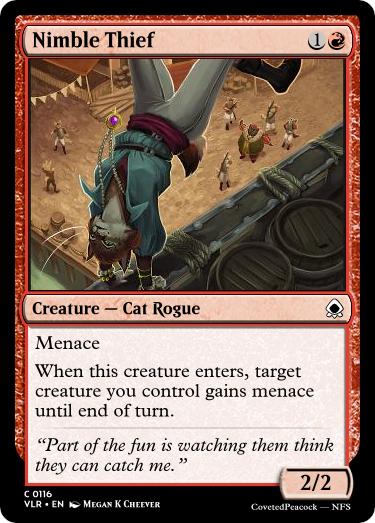 Nimble Thief 1
Creature — Cat Rogue
Menace
When this creature enters, target
creature you control gains menace
until end of turn.
“Part of the fun is watching them think
they can catch me.”
2/2
C 0116
VLR • EN Megan K Cheever
CovetedPeacock — NFS